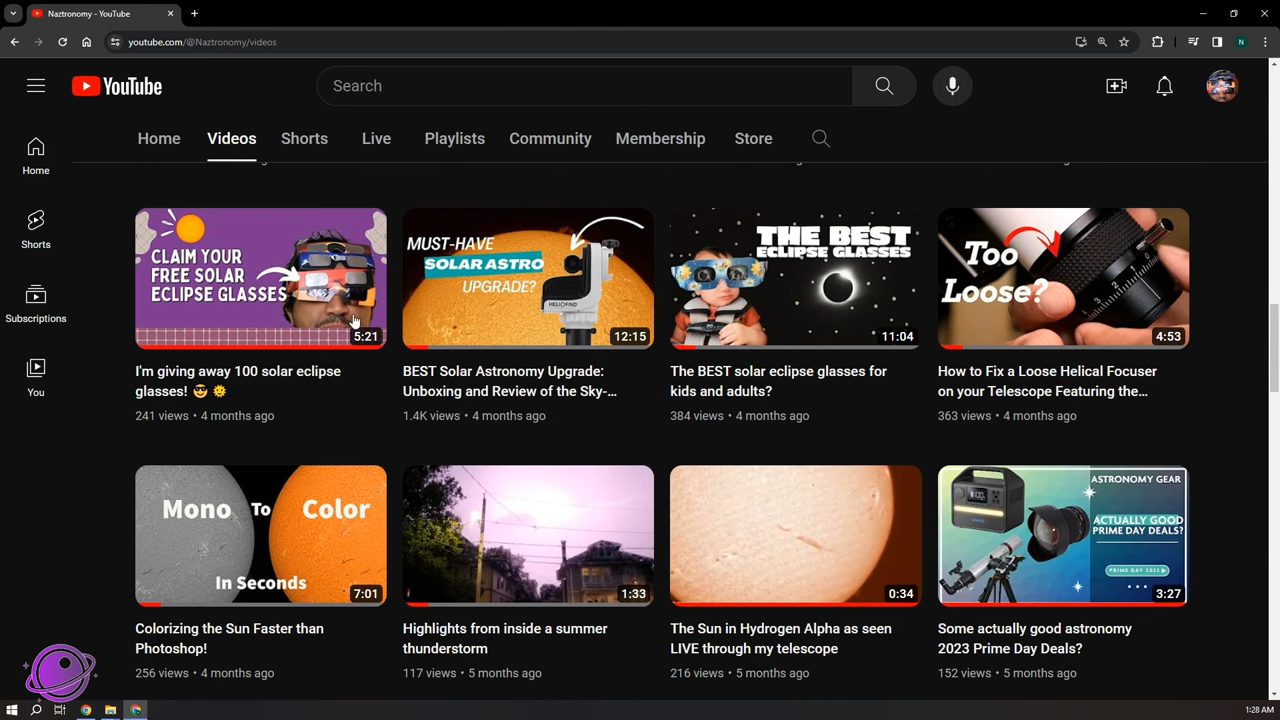 Naztronomy - YouTube
youtube.com/@Naztronomy/videos
N
YouTube
Search
Home
Videos
Shorts
Live
Playlists
Community
Membership
Store
Home
Shorts
Subscriptions
You
CLAIM YOUR
FREE SOLAR
ECLIPSE GLASSES
5:21
I'm giving away 100 solar eclipse
glasses! 😎 🌞
241 views • 4 months ago
MUST-HAVE
SOLAR ASTRO
UPGRADE?
HELIOFIND
12:15
BEST Solar Astronomy Upgrade:
Unboxing and Review of the Sky-...
1.4K views • 4 months ago
THE BEST
ECLIPSE GLASSES
11:04
The BEST solar eclipse glasses for
kids and adults?
384 views • 4 months ago
Too
Loose?
3
2
4:53
How to Fix a Loose Helical Focuser
on your Telescope Featuring the...
363 views • 4 months ago
Mono To Color
In Seconds
7:01
Colorizing the Sun Faster than
Photoshop!
256 views • 4 months ago
1:33
Highlights from inside a summer
thunderstorm
117 views • 5 months ago
0:34
The Sun in Hydrogen Alpha as seen
LIVE through my telescope
216 views • 5 months ago
ASTRONOMY GEAR
ACTUALLY GOOD
PRIME DAY DEALS?
PRIME DAY 2023
3:27
Some actually good astronomy
2023 Prime Day Deals?
152 views • 5 months ago
1:28 AM